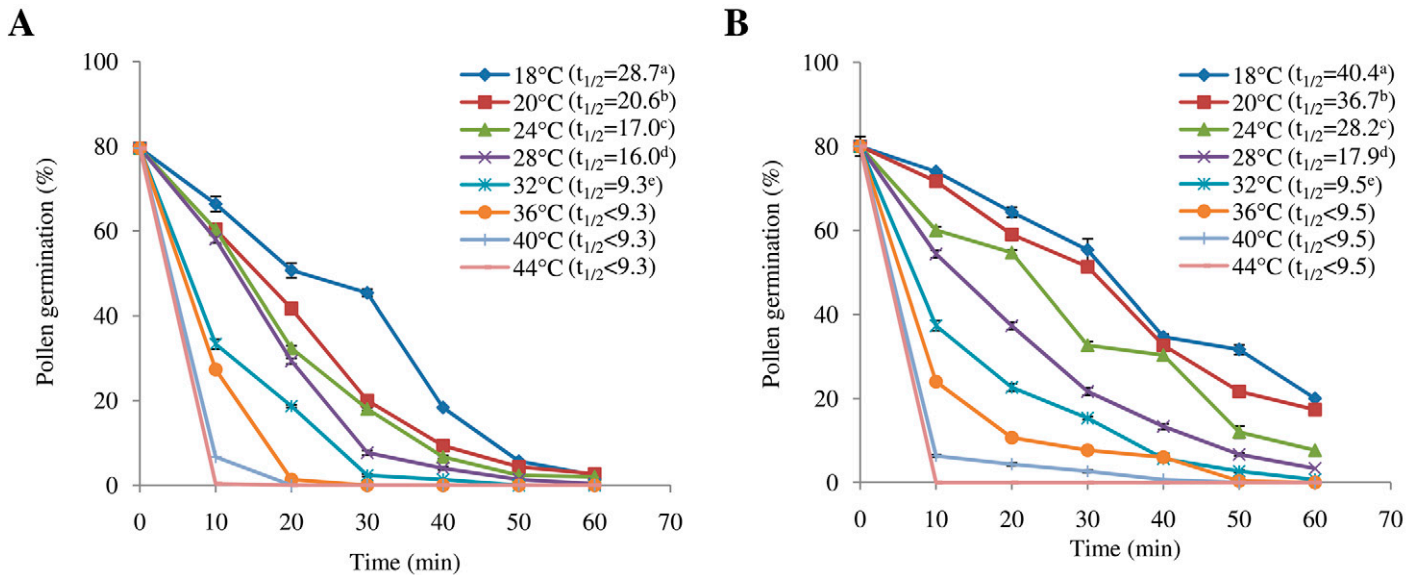 A
Pollen germination (%)
100
80
60
40
20
0
0 10 20 30 40 50 60 70
Time (min)
18°C (t1/2=28.7a)
20°C (t1/2=20.6b)
24°C (t1/2=17.0c)
28°C (t1/2=16.0d)
32°C (t1/2=9.3e)
36°C (t1/2<9.3)
40°C (t1/2<9.3)
44°C (t1/2<9.3)
B
Pollen germination (%)
100
80
60
40
20
0
0 10 20 30 40 50 60 70
Time (min)
18°C (t1/2=40.4a)
20°C (t1/2=36.7b)
24°C (t1/2=28.2c)
28°C (t1/2=17.9d)
32°C (t1/2=9.5e)
36°C (t1/2<9.5)
40°C (t1/2<9.5)
44°C (t1/2<9.5)